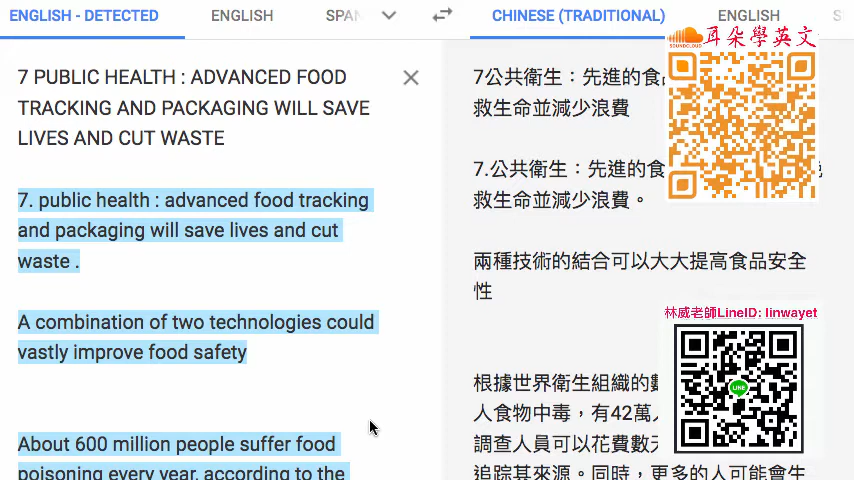 ENGLISH - DETECTED
ENGLISH
SPAN
CHINESE (TRADITIONAL)
ENGLISH
S
7 PUBLIC HEALTH : ADVANCED FOOD
TRACKING AND PACKAGING WILL SAVE
LIVES AND CUT WASTE
7. public health : advanced food tracking
and packaging will save lives and cut
waste .
A combination of two technologies could
vastly improve food safety
About 600 million people suffer food
poisoning every year, according to the
7公共衛生：先進的食
救生命並減少浪費
7.公共衛生：先進的食
救生命並減少浪費。
兩種技術的結合可以大大提高食品安全
性
根據世界衛生組織的
人食物中毒，有42萬
調查人員可以花費數
追踪其來源。同時，更多的人可能會生
SOUNDCLOUD
耳朵學英文
林威老師LineID: linwayet
LINE